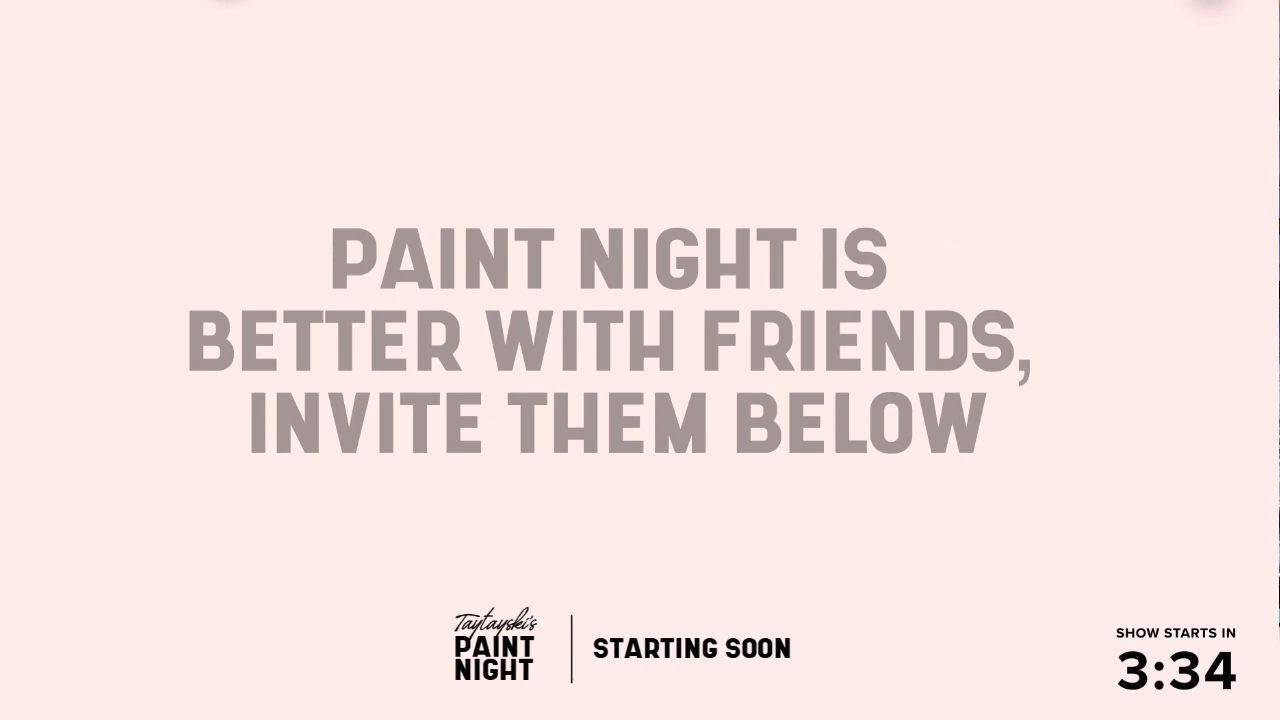 PAINT NIGHT IS
BETTER WITH FRIENDS,
INVITE THEM BELOW
Taytayski's
PAINT
NIGHT
STARTING SOON
SHOW STARTS IN
3:34